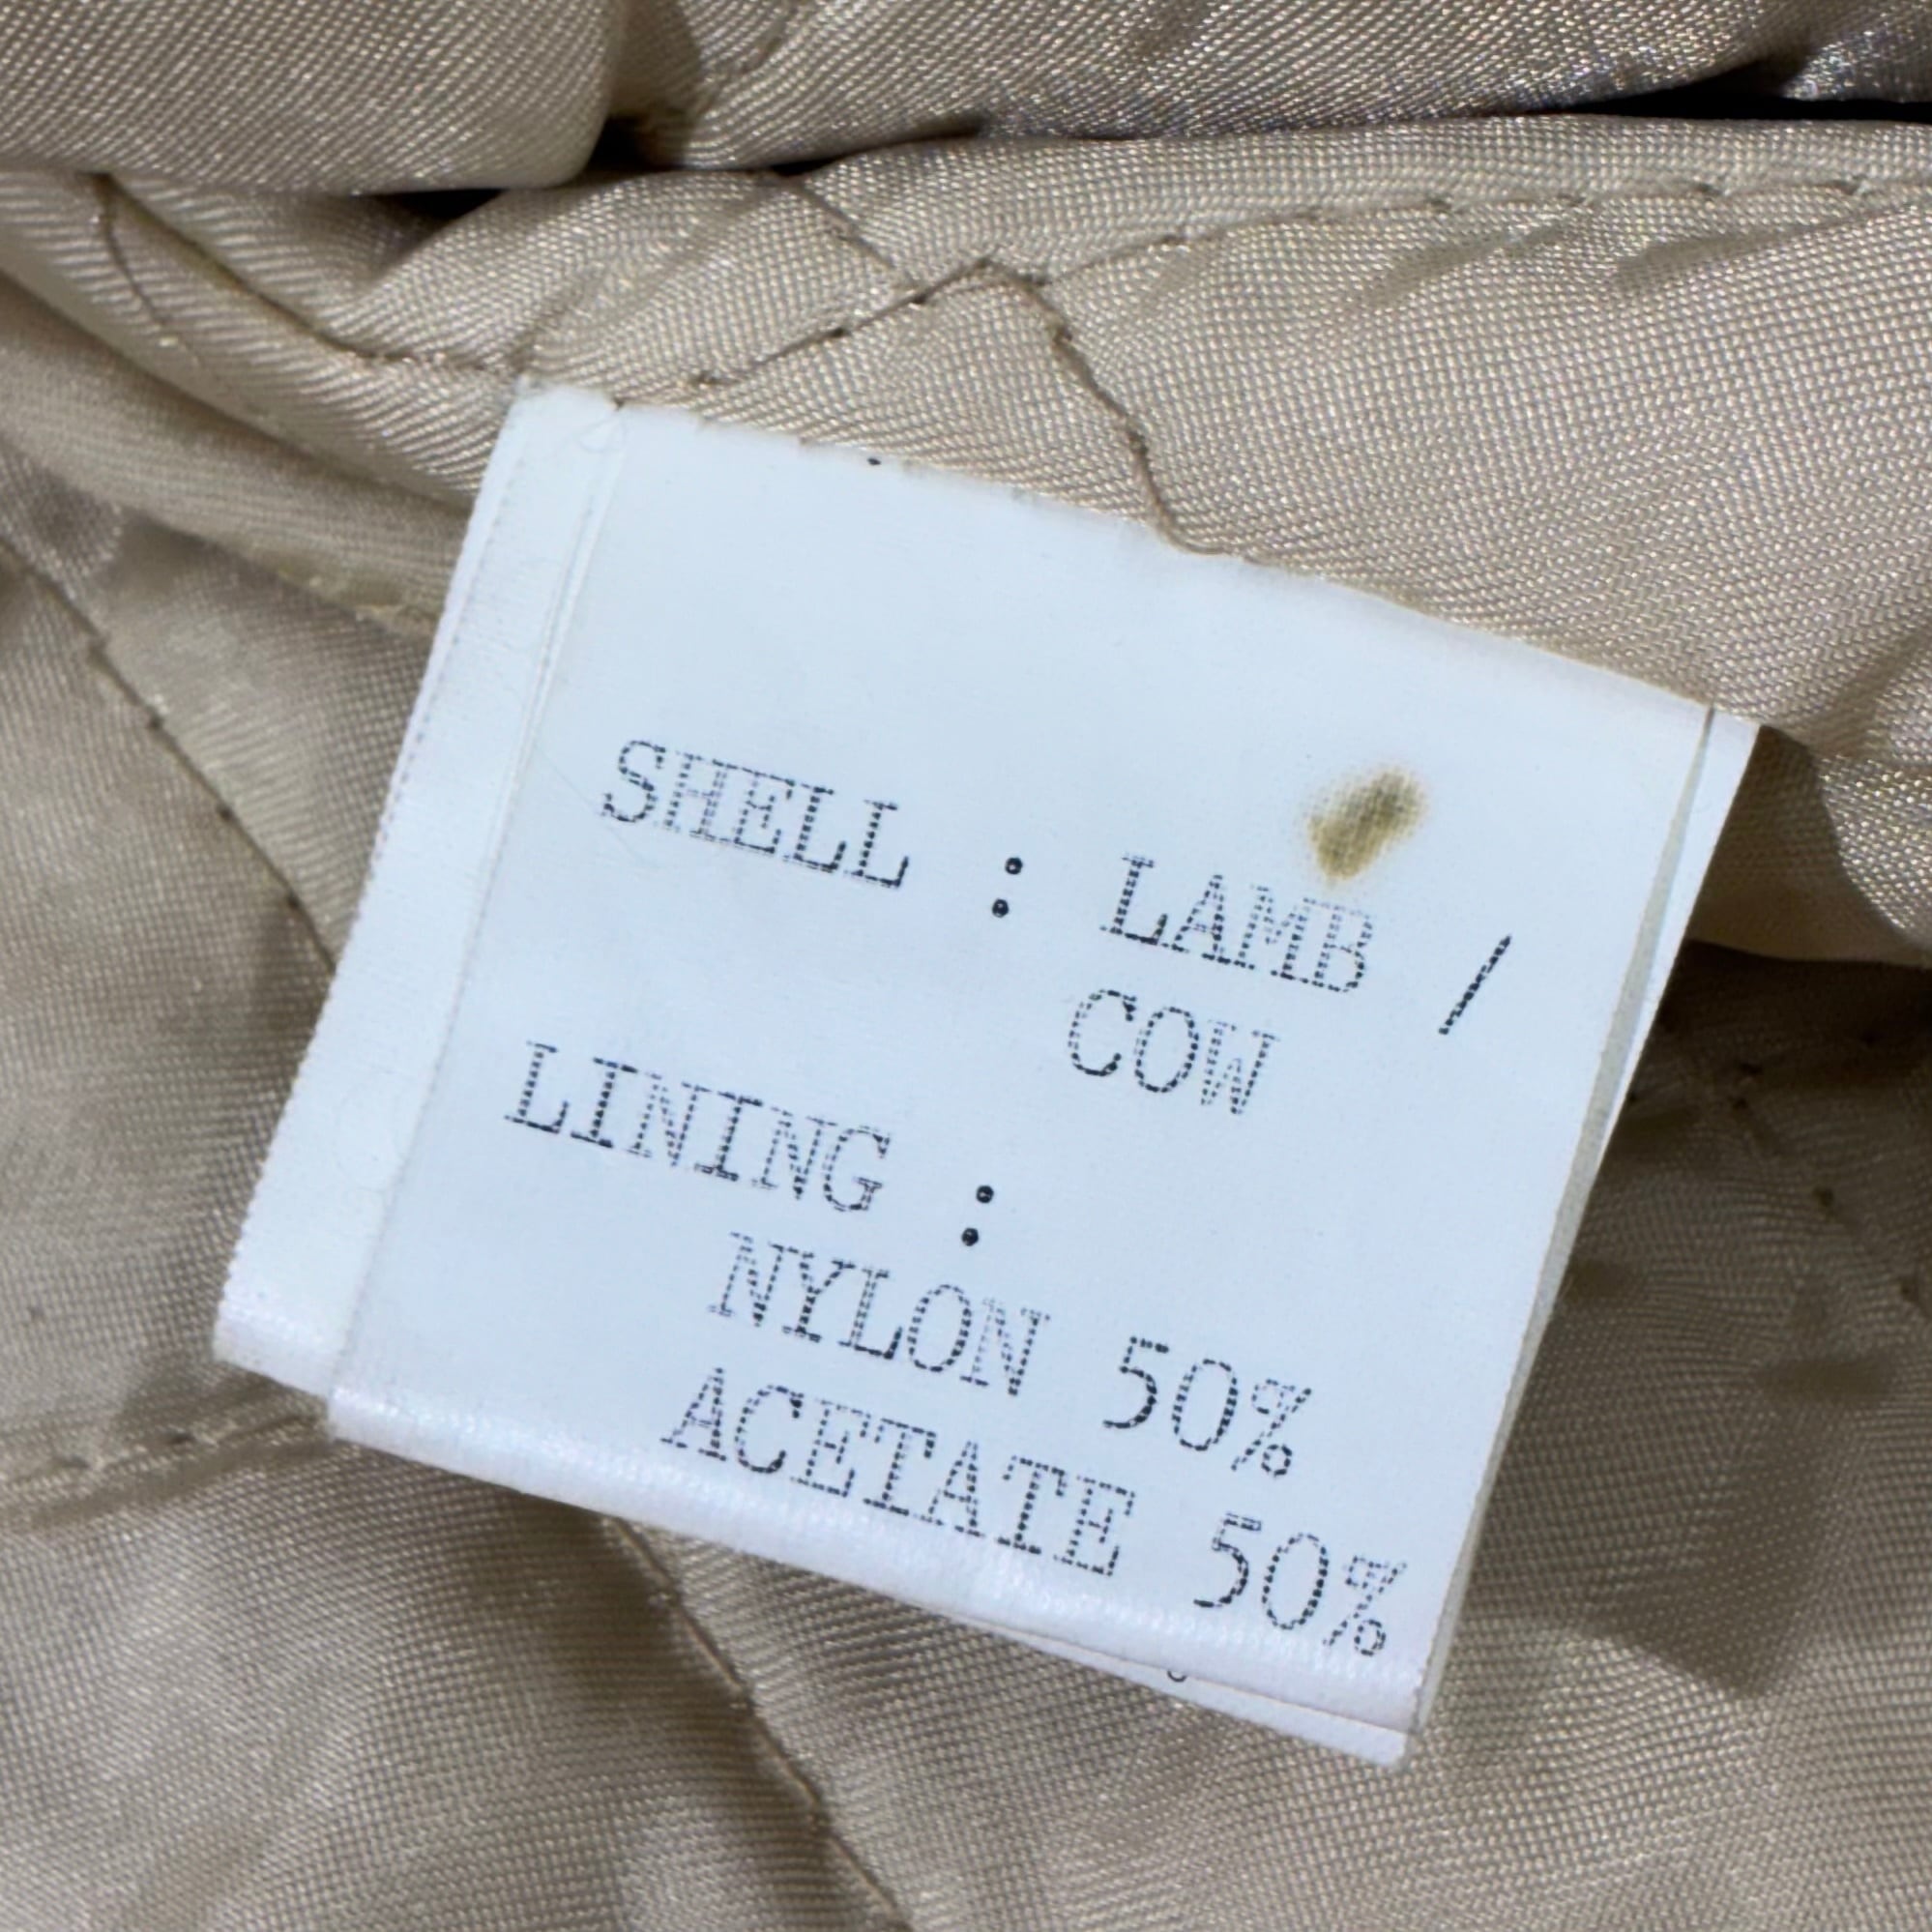 SHELL : LAMB /
COW
LINING :
NYLON 50%
ACETATE 50%